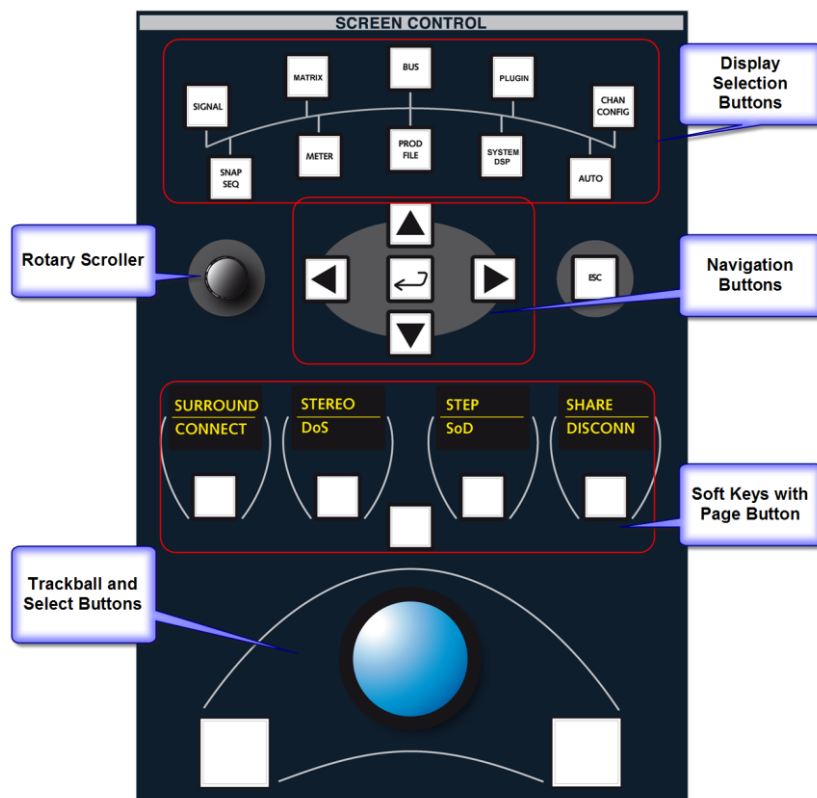 SCREEN CONTROL
BUS
MATRIX
PLUGIN
SIGNAL
CHAN
CONFIG
SNAP
SEQ
METER
PROD
FILE
SYSTEM
DSP
AUTO
Display
Selection
Buttons
Rotary Scroller
ESC
Navigation
Buttons
SURROUND
CONNECT
STEREO
DoS
STEP
SoD
SHARE
DISCONN
Soft Keys with
Page Button
Trackball and
Select Buttons